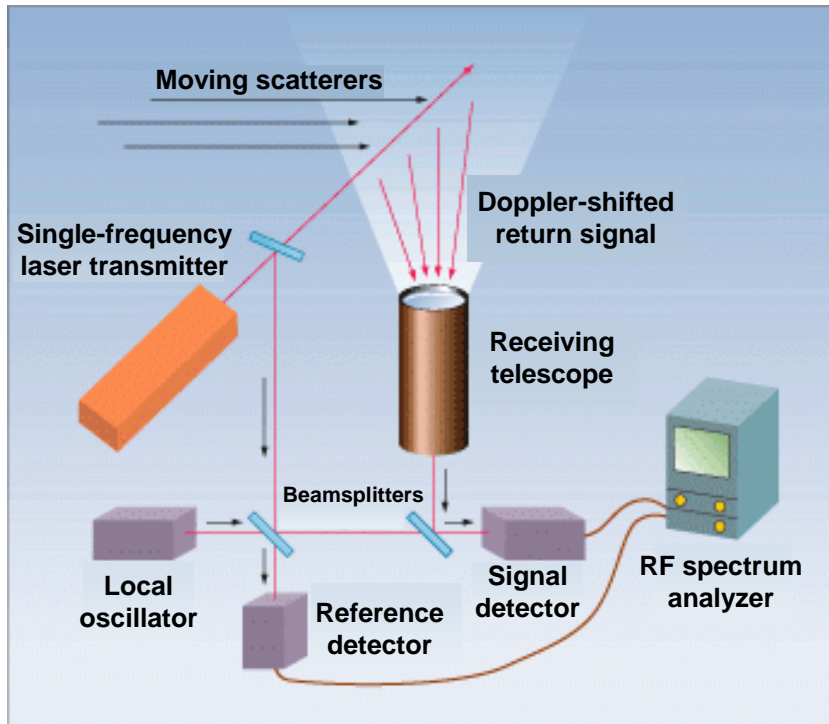 Moving scatterers
Doppler-shifted
return signal
Single-frequency
laser transmitter
Receiving
telescope
Beamsplitters
Local
oscillator
Reference
detector
Signal
detector
RF spectrum
analyzer